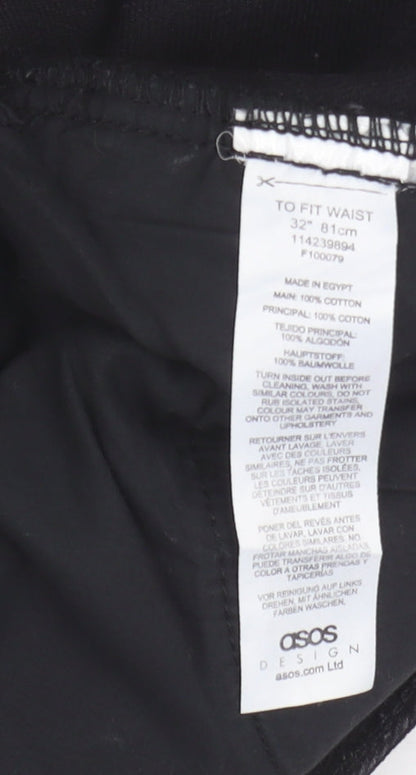 TO FIT WAIST
32" 81cm
114239894
F100079
MADE IN EGYPT
MAIN: 100% COTTON
PRINCIPAL: 100% COTON
TEJIDO PRINCIPAL:
100% ALGODÓN
HAUPTSTOFF:
100% BAUMWOLLE
TURN INSIDE OUT BEFORE
CLEANING, WASH WITH
SIMILAR COLOURS, DO NOT
RUB ISOLATED STAINS,
COLOUR MAY TRANSFER
ONTO OTHER GARMENTS AND
UPHOLSTERY
RETOURNER SUR L'ENVERS
AVANT LAVAGE, LAVER
AVEC DES COULEURS
SIMILAIRES, NE PAS FROTTER
SUR LES TACHES ISOLÉES,
LES COULEURS PEUVENT
DÉTEINDRE SUR D'AUTRES
VÊTEMENTS ET TISSUS
D'AMEUBLEMENT
PONER DEL REVÉS ANTES
DE LAVAR, LAVAR CON
COLORES SIMILARES. NO
FROTAR MANCHAS AISLADAS,
PUEDE TRANSFERIR ALGO DE
COLOR A OTRAS PRENDAS Y
TAPICERÍAS
VOR REINIGUNG AUF LINKS
DREHEN, MIT ÄHNLICHEN
FARBEN WASCHEN,
asos
DESIGN
asos.com Ltd